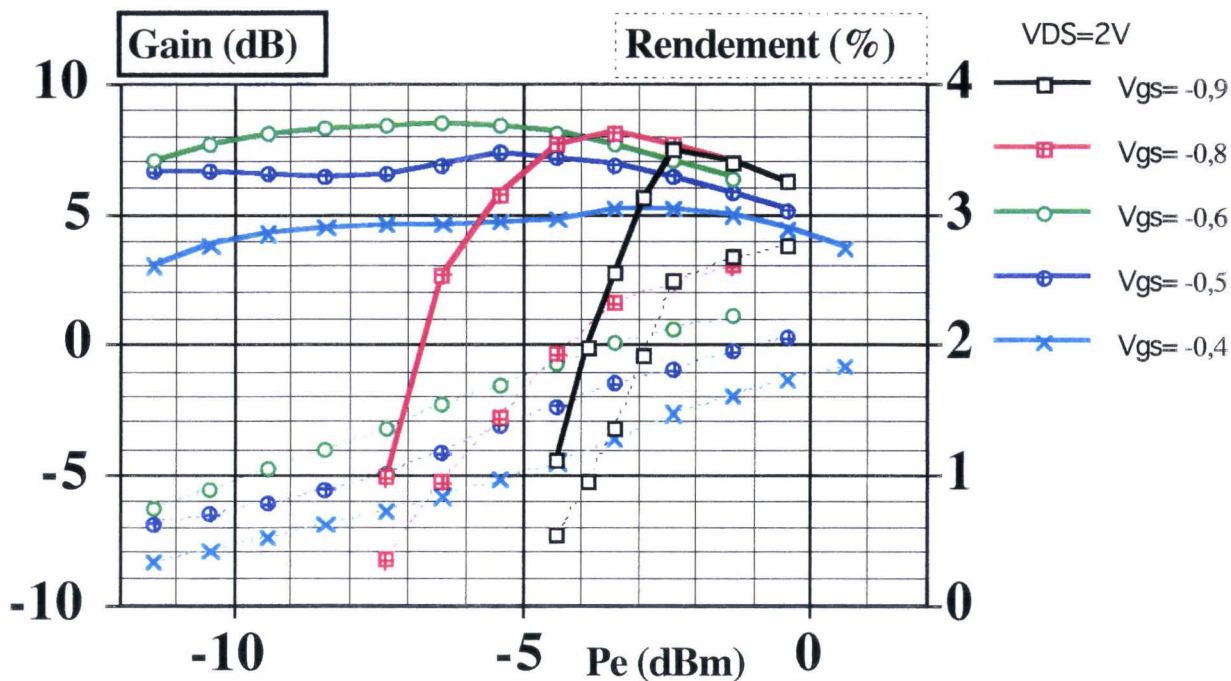 Gain (dB)
Rendement (%)
VDS=2V
10
5
0
-5
-10
4
3
2
1
0
-10
-5
0
Pe (dBm)
Vgs= -0,9
Vgs= -0,8
Vgs= -0,6
Vgs= -0,5
Vgs= -0,4